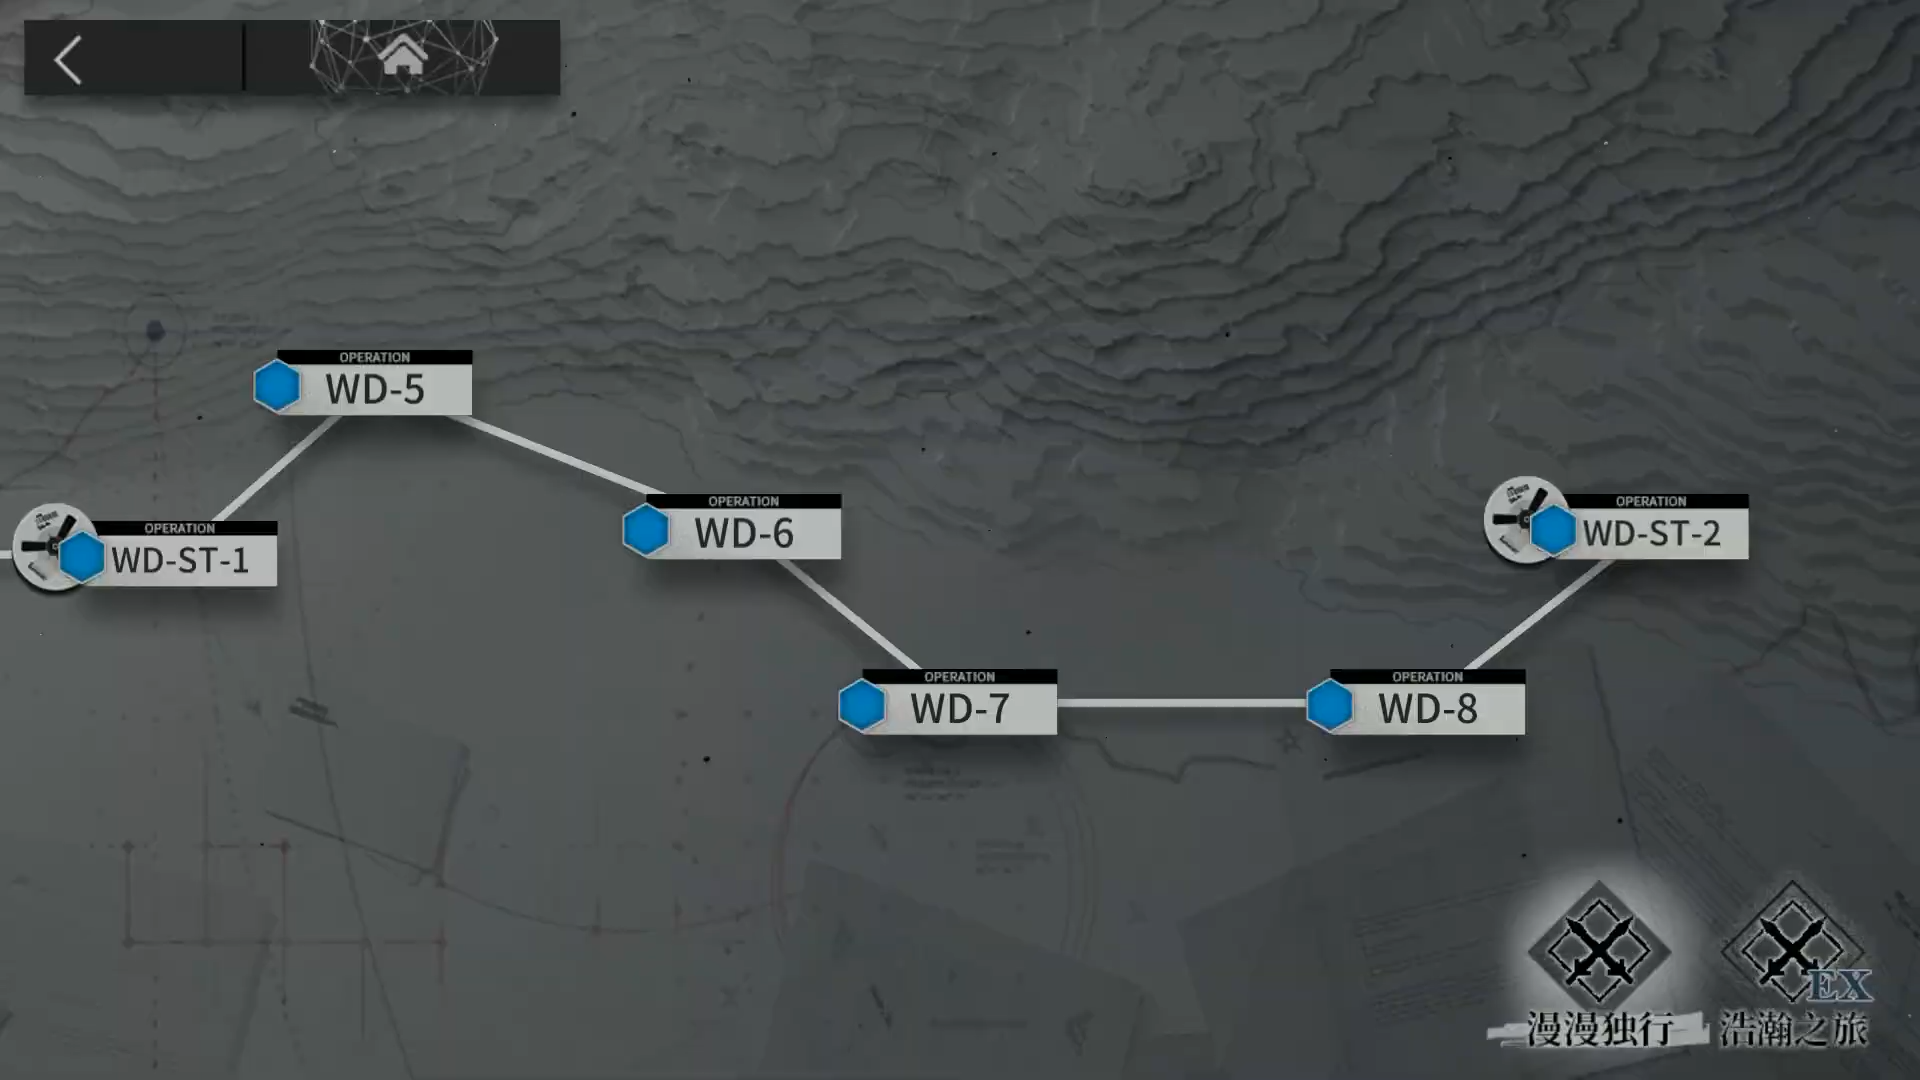 OPERATION
WD-5
OPERATION
WD-ST-1
OPERATION
WD-6
OPERATION
WD-ST-2
OPERATION
WD-7
OPERATION
WD-8
EX
漫漫独行
浩瀚之旅